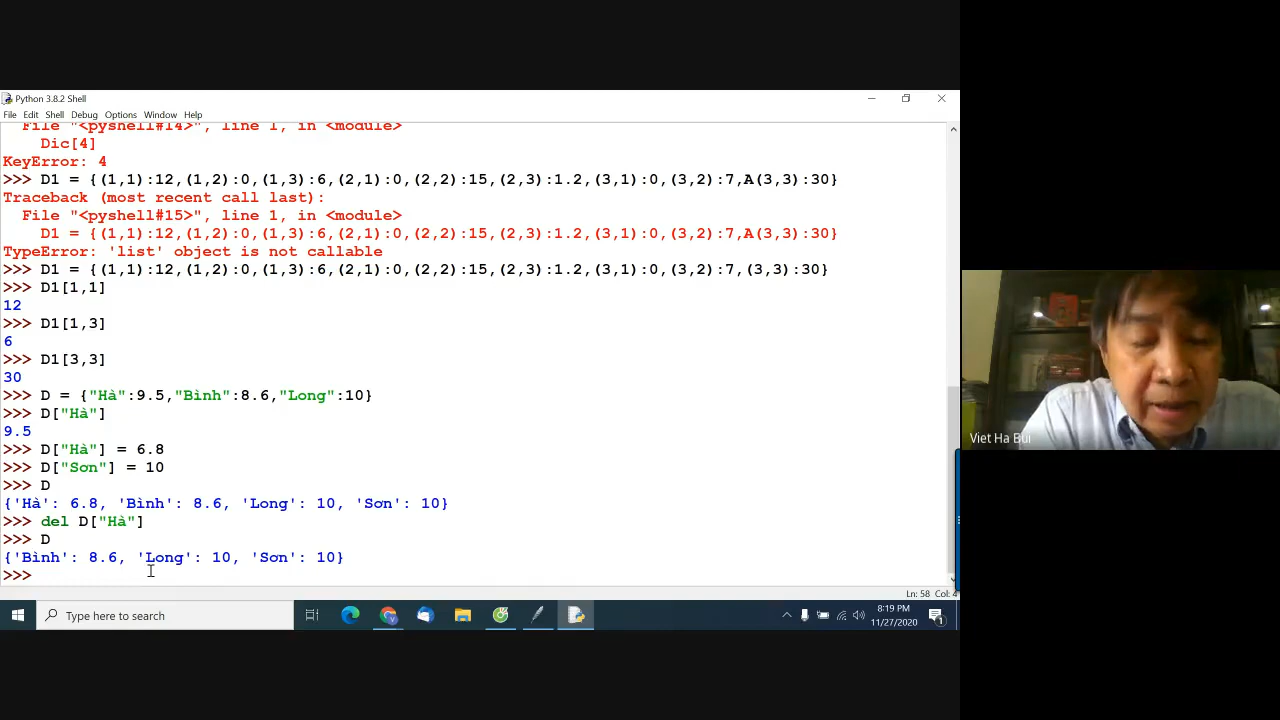 Python 3.8.2 Shell
File Edit Shell Debug Options Window Help
File "<pyshell#14>", line 1, in <module>
Dic[4]
KeyError: 4
>>> D1 = {(1,1):12,(1,2):0,(1,3):6,(2,1):0,(2,2):15,(2,3):1.2,(3,1):0,(3,2):7,A(3,3):30}
Traceback (most recent call last):
File "<pyshell#15>", line 1, in <module>
D1 = {(1,1):12,(1,2):0,(1,3):6,(2,1):0,(2,2):15,(2,3):1.2,(3,1):0,(3,2):7,A(3,3):30}
TypeError: 'list' object is not callable
>>> D1 = {(1,1):12,(1,2):0,(1,3):6,(2,1):0,(2,2):15,(2,3):1.2,(3,1):0,(3,2):7,(3,3):30}
>>> D1[1,1]
12
>>> D1[1,3]
6
>>> D1[3,3]
30
>>> D = {"Hà":9.5,"Bình":8.6,"Long":10}
>>> D["Hà"]
9.5
>>> D["Hà"] = 6.8
>>> D["Sơn"] = 10
>>> D
{'Hà': 6.8, 'Bình': 8.6, 'Long': 10, 'Sơn': 10}
>>> del D["Hà"]
>>> D
{'Bình': 8.6, 'Long': 10, 'Sơn': 10}
>>>
Ln: 58 Col: 4
Type here to search
8:19 PM
11/27/2020
1
Viet Ha Bui